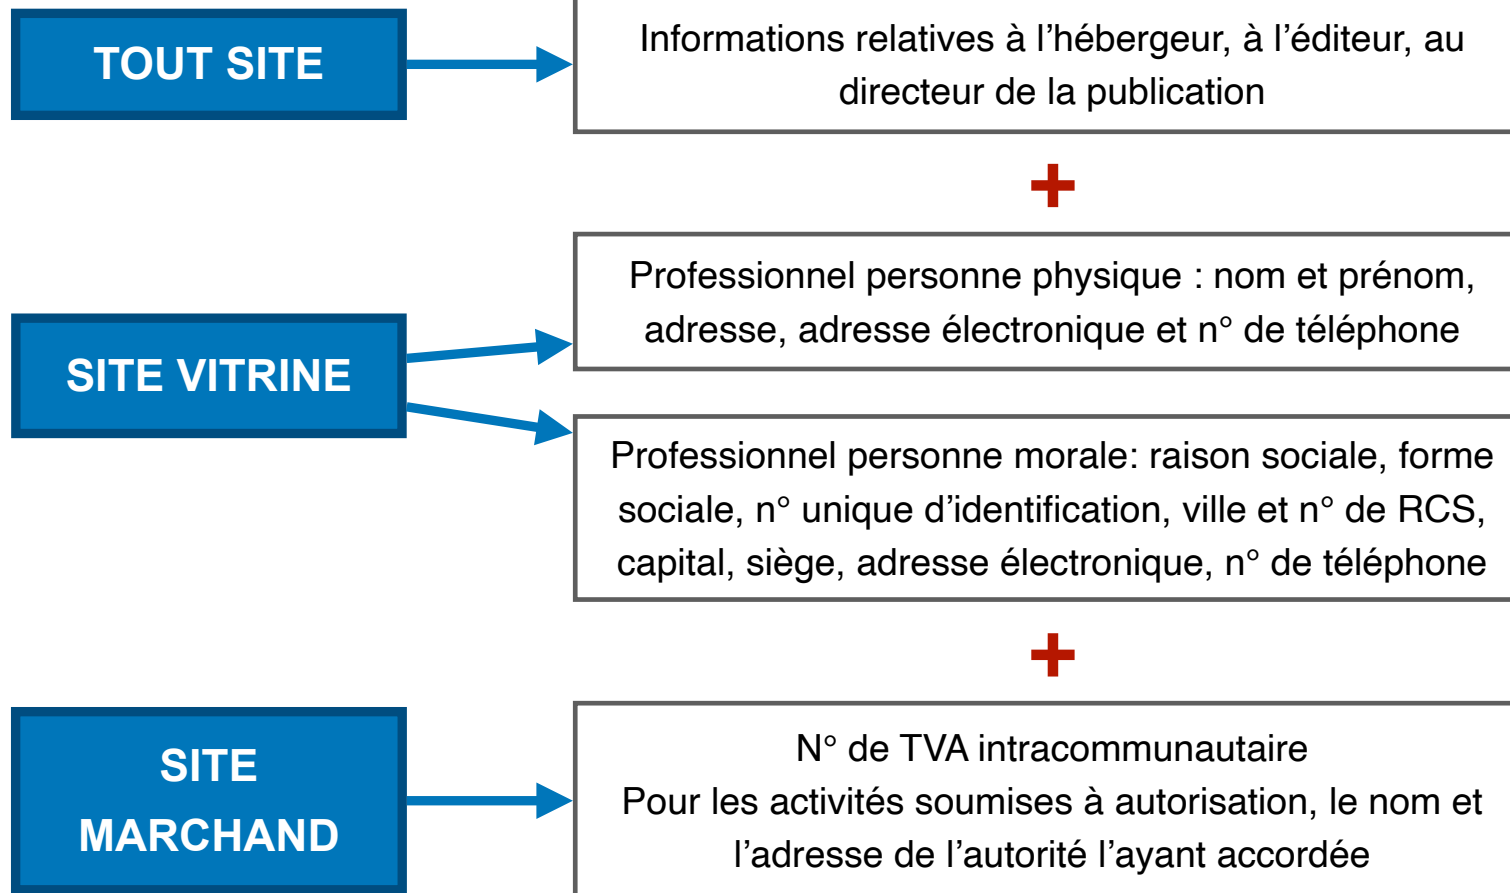 TOUT SITE
Informations relatives à l’hébergeur, à l’éditeur, au
directeur de la publication
+
SITE VITRINE
Professionnel personne physique : nom et prénom,
adresse, adresse électronique et n° de téléphone
Professionnel personne morale: raison sociale, forme
sociale, n° unique d’identification, ville et n° de RCS,
capital, siège, adresse électronique, n° de téléphone
+
SITE
MARCHAND
N° de TVA intracommunautaire
Pour les activités soumises à autorisation, le nom et
l’adresse de l’autorité l’ayant accordée